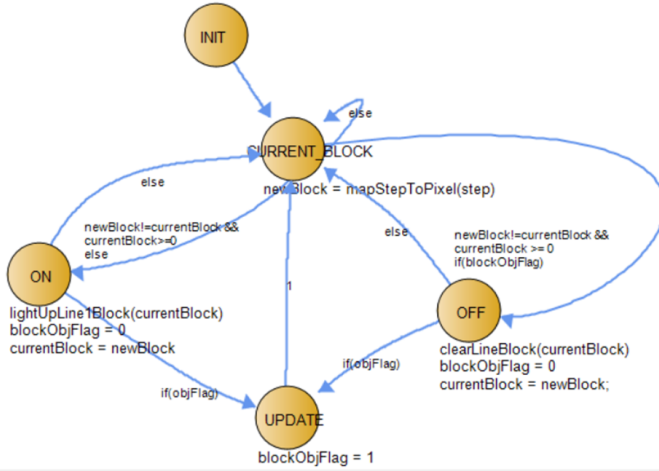 INIT
else
CURRENT_BLOCK
newBlock = mapStepToPixel(step)
else
newBlock!=currentBlock &&
currentBlock>=0
else
else
newBlock!=currentBlock &&
currentBlock >= 0
if(blockObjFlag)
ON
1
OFF
lightUpLine1Block(currentBlock)
blockObjFlag = 0
currentBlock = newBlock
clearLineBlock(currentBlock)
blockObjFlag = 0
currentBlock = newBlock;
if(objFlag)
if(objFlag)
UPDATE
blockObjFlag = 1